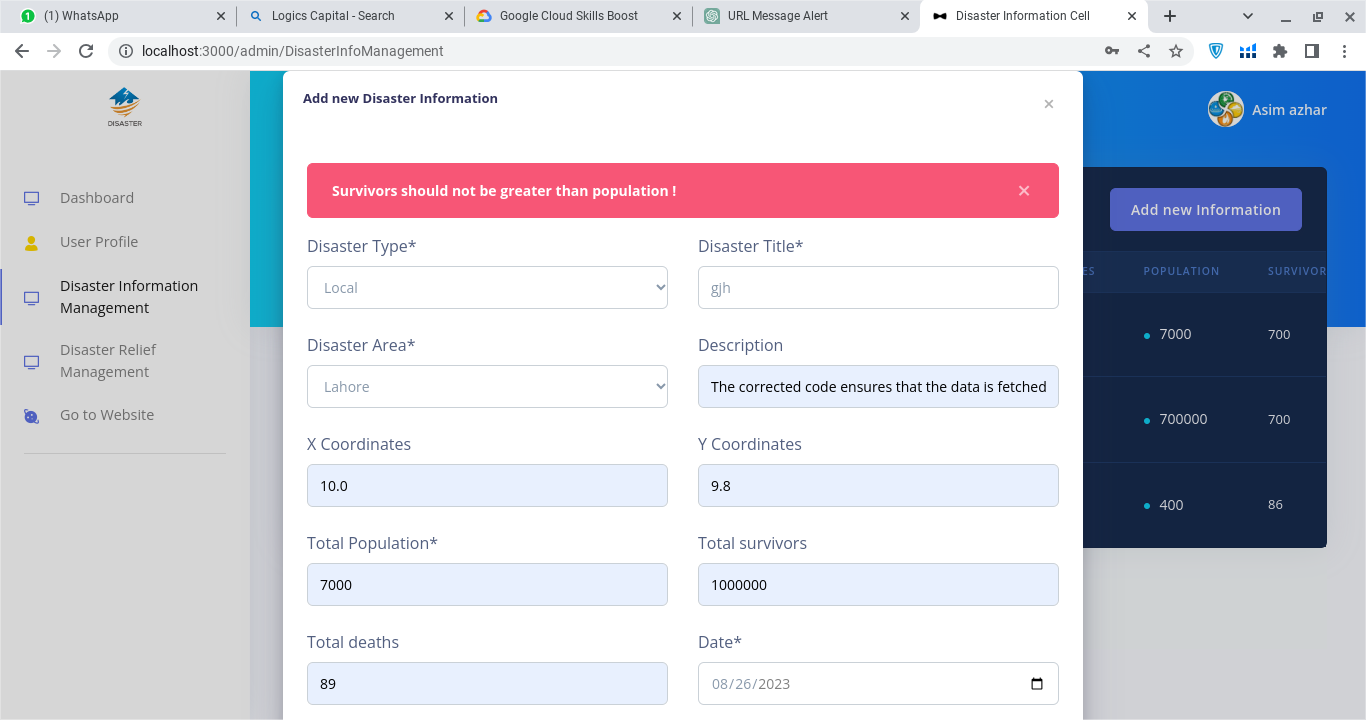 (1) WhatsApp
Logics Capital - Search
Google Cloud Skills Boost
URL Message Alert
Disaster Information Cell
localhost:3000/admin/DisasterInfoManagement
DISASTER
Dashboard
User Profile
Disaster Information
Management
Disaster Relief
Management
Go to Website
Add new Disaster Information
Survivors should not be greater than population !
Disaster Type*
Disaster Title*
Local
gjh
Disaster Area*
Description
Lahore
The corrected code ensures that the data is fetched
X Coordinates
Y Coordinates
10.0
9.8
Total Population*
Total survivors
7000
1000000
Total deaths
Date*
89
08/26/2023
Asim azhar
Add new Information
ES POPULATION SURVIVOR
7000 700
700000 700
400 86